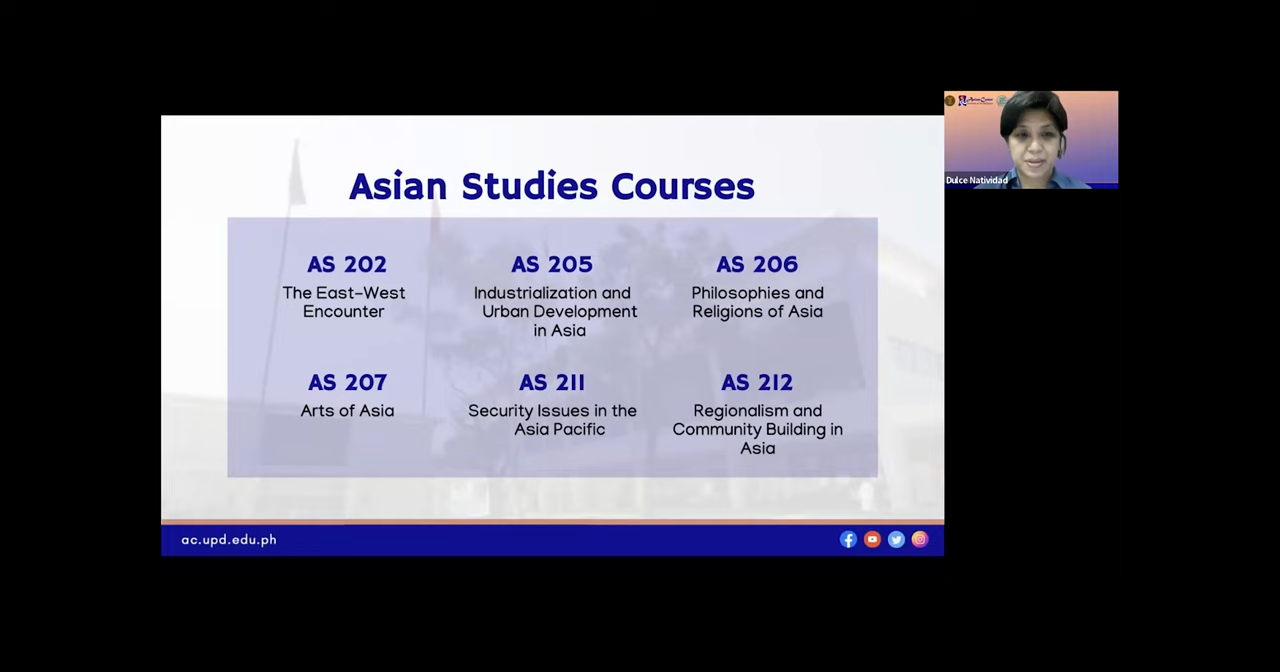 Asian Studies Courses
AS 202
The East-West
Encounter
AS 205
Industrialization and
Urban Development
in Asia
AS 206
Philosophies and
Religions of Asia
AS 207
Arts of Asia
AS 211
Security Issues in the
Asia Pacific
AS 212
Regionalism and
Community Building in
Asia
ac.upd.edu.ph
Dulce Natividad